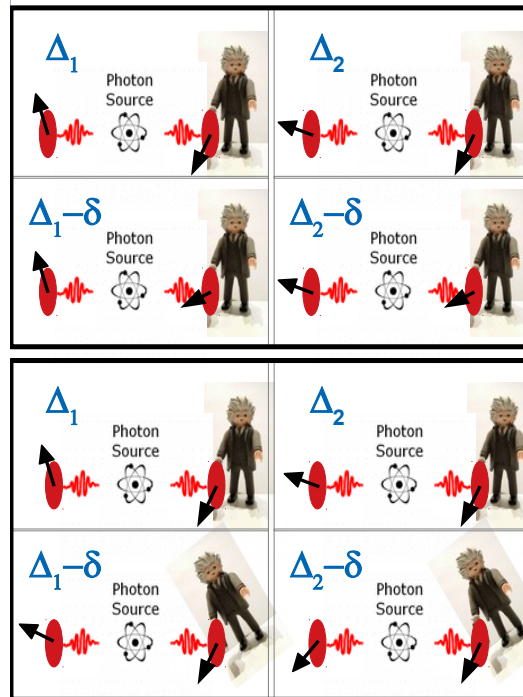 Δ₁
Photon
Source
Δ₂
Photon
Source
Δ₁−δ
Photon
Source
Δ₂−δ
Photon
Source
Δ₁
Photon
Source
Δ₂
Photon
Source
Δ₁−δ
Photon
Source
Δ₂−δ
Photon
Source